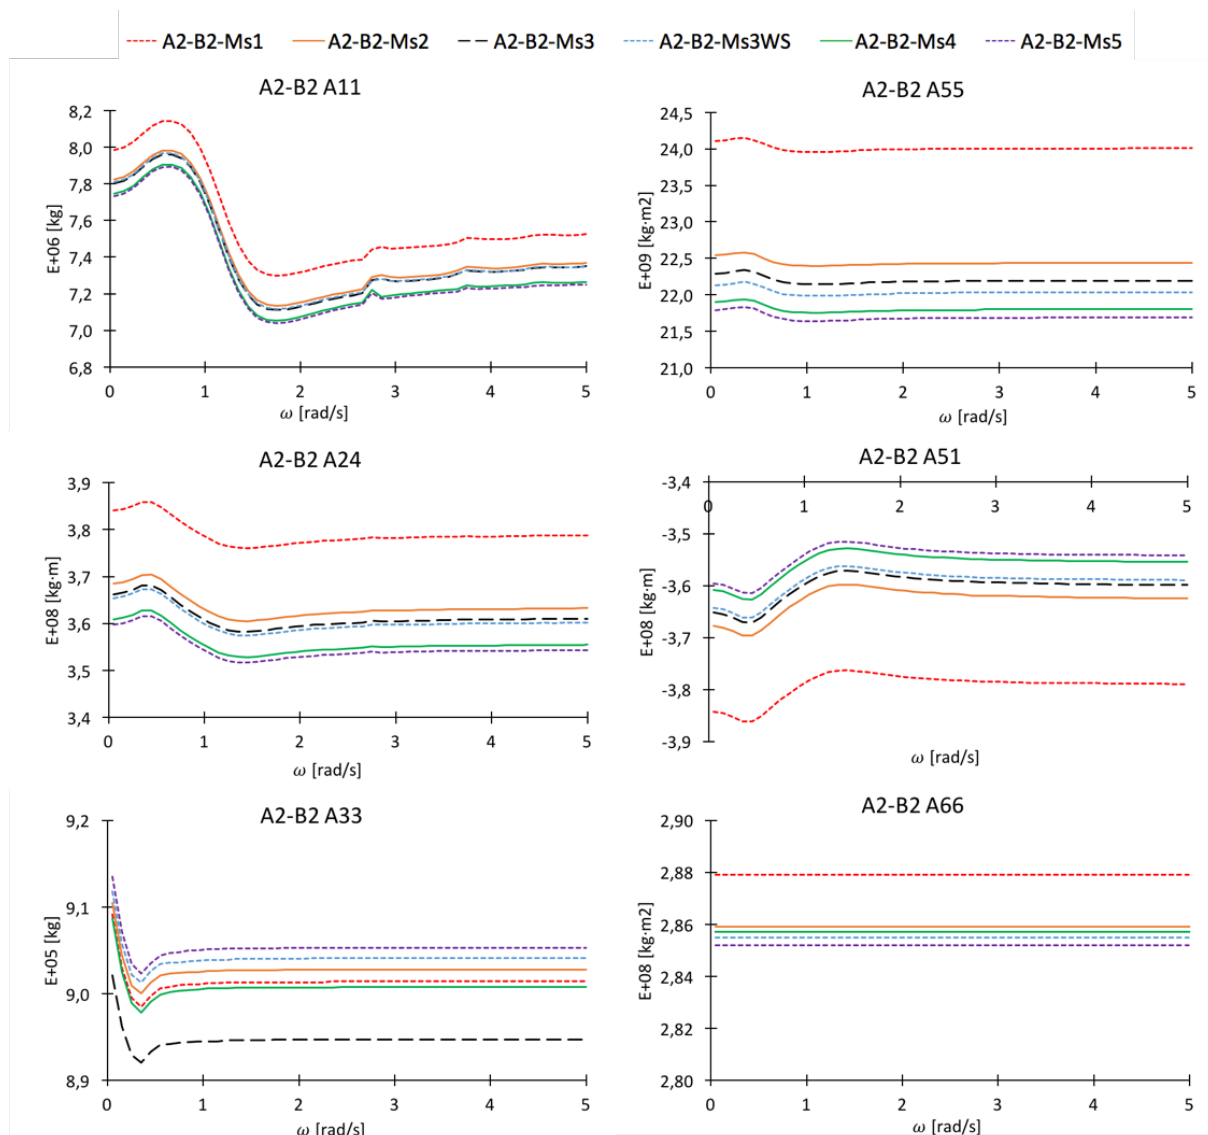 A2-B2-Ms1 A2-B2-Ms2 A2-B2-Ms3 A2-B2-Ms3WS A2-B2-Ms4 A2-B2-Ms5
A2-B2 A11
E+06 [kg]
8,2
8,0
7,8
7,6
7,4
7,2
7,0
6,8
0 1 2 3 4 5
ω [rad/s]
A2-B2 A55
E+09 [kg·m2]
24,5
24,0
23,5
23,0
22,5
22,0
21,5
21,0
0 1 2 3 4 5
ω [rad/s]
A2-B2 A24
E+08 [kg·m]
3,9
3,8
3,7
3,6
3,5
3,4
0 1 2 3 4 5
ω [rad/s]
A2-B2 A51
E+08 [kg·m]
-3,4
0 1 2 3 4 5
-3,5
-3,6
-3,7
-3,8
-3,9
ω [rad/s]
A2-B2 A33
E+05 [kg]
9,2
9,1
9,0
8,9
0 1 2 3 4 5
ω [rad/s]
A2-B2 A66
E+08 [kg·m2]
2,90
2,88
2,86
2,84
2,82
2,80
0 1 2 3 4 5
ω [rad/s]